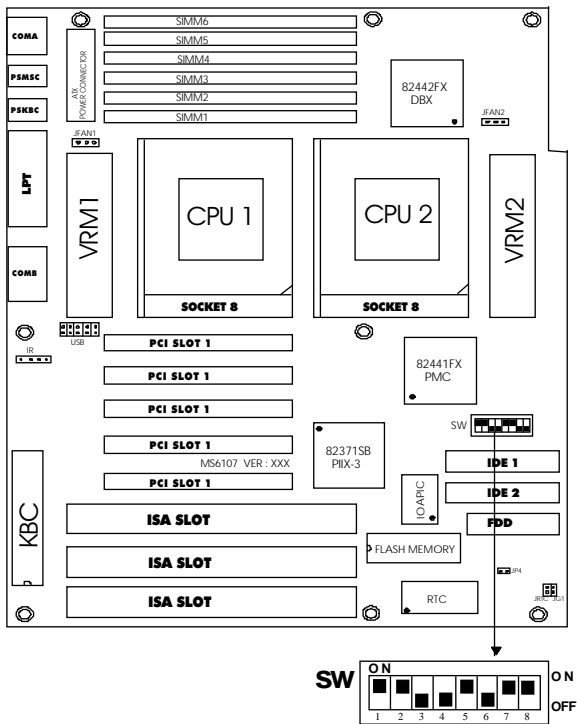 COMA
PSMSC
PSKBC
LPT
COMB
ATX
POWER CONNECTOR
SIMM6
SIMM5
SIMM4
SIMM3
SIMM2
SIMM1
82442FX
DBX
JFAN2
JFAN1
VRM1
CPU 1
SOCKET 8
CPU 2
SOCKET 8
VRM2
USB
IR
PCI SLOT 1
PCI SLOT 1
PCI SLOT 1
PCI SLOT 1
MS6107 VER : XXX
PCI SLOT 1
82441FX
PMC
SW
82371SB
PIIX-3
IDE 1
IDE 2
FDD
IOAPIC
KBC
ISA SLOT
ISA SLOT
ISA SLOT
FLASH MEMORY
JP4
RTC
JRTC JG1
SW
ON
1 2 3 4 5 6 7 8
ON
OFF